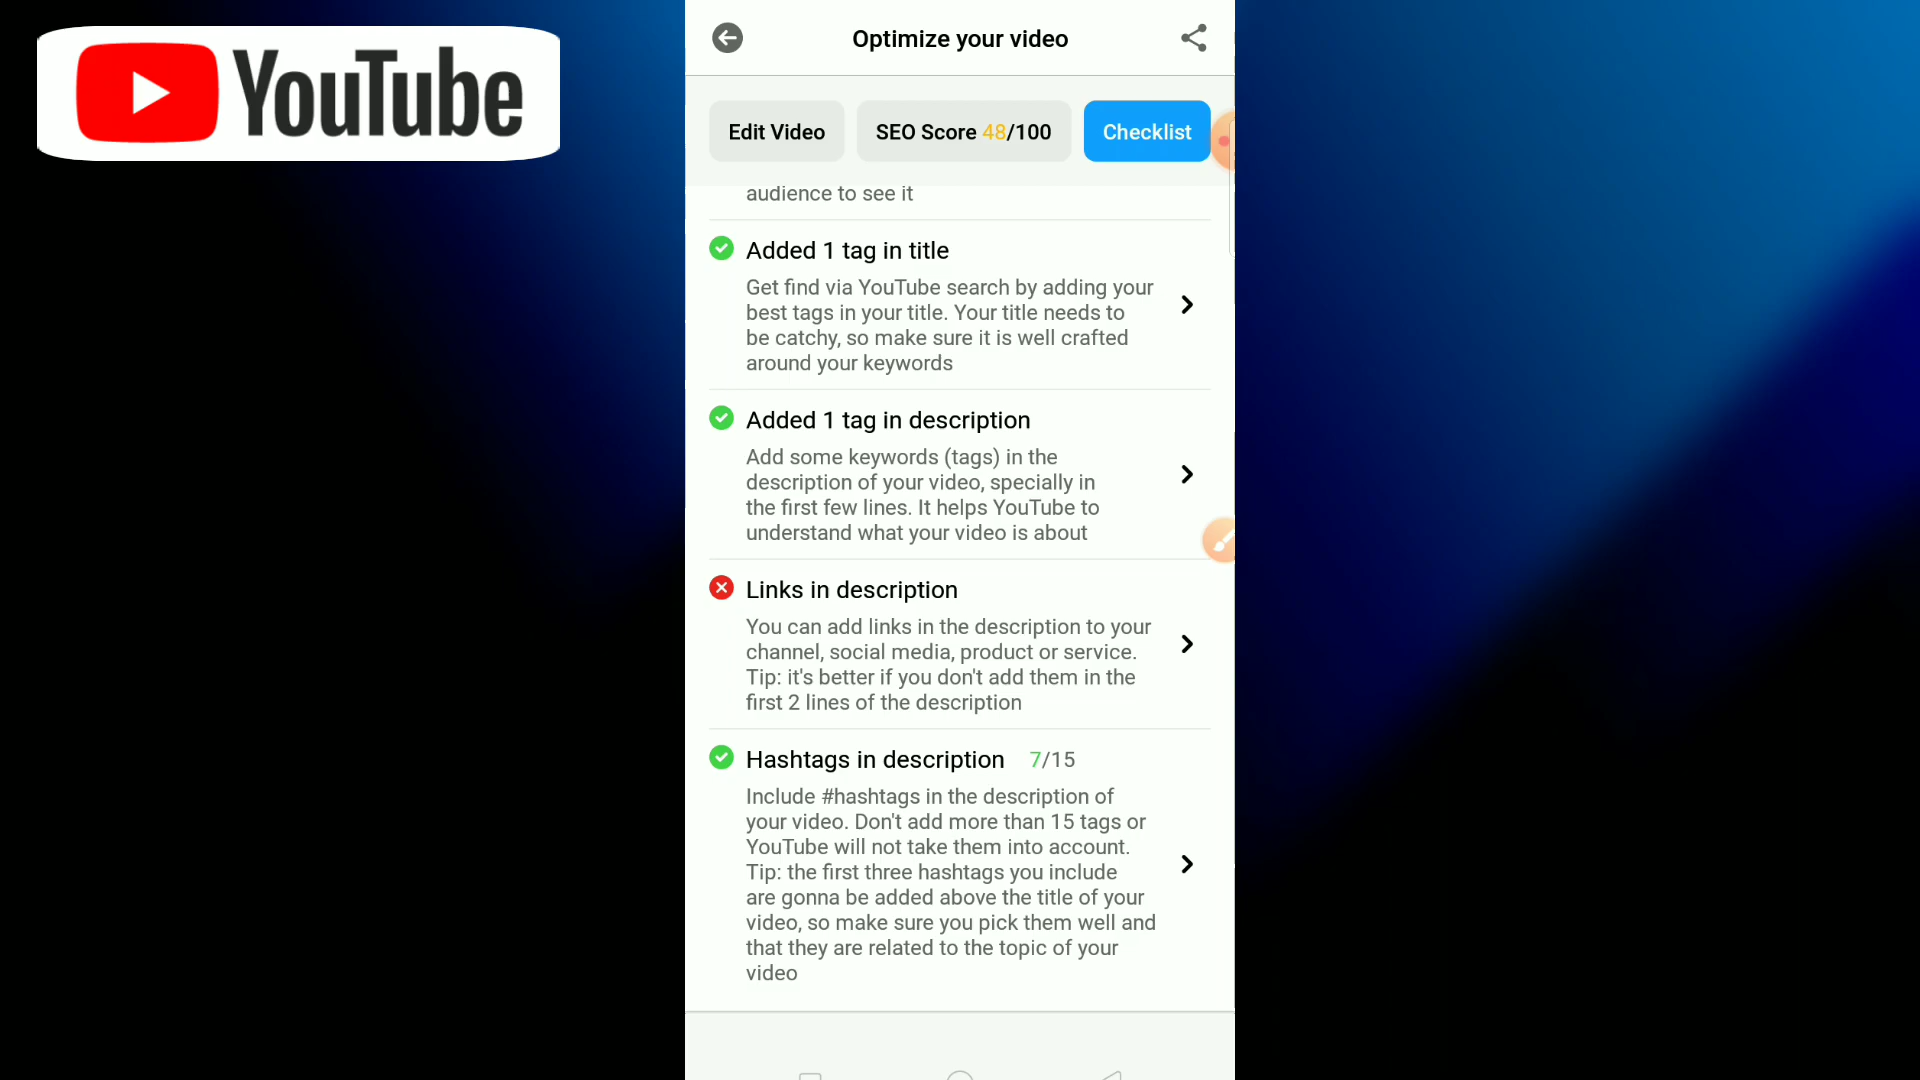 YouTube
Optimize your video
Edit Video
SEO Score 48/100
Checklist
audience to see it
Added 1 tag in title
Get find via YouTube search by adding your
best tags in your title. Your title needs to
be catchy, so make sure it is well crafted
around your keywords
Added 1 tag in description
Add some keywords (tags) in the
description of your video, specially in
the first few lines. It helps YouTube to
understand what your video is about
Links in description
You can add links in the description to your
channel, social media, product or service.
Tip: it's better if you don't add them in the
first 2 lines of the description
Hashtags in description 7/15
Include #hashtags in the description of
your video. Don't add more than 15 tags or
YouTube will not take them into account.
Tip: the first three hashtags you include
are gonna be added above the title of your
video, so make sure you pick them well and
that they are related to the topic of your
video